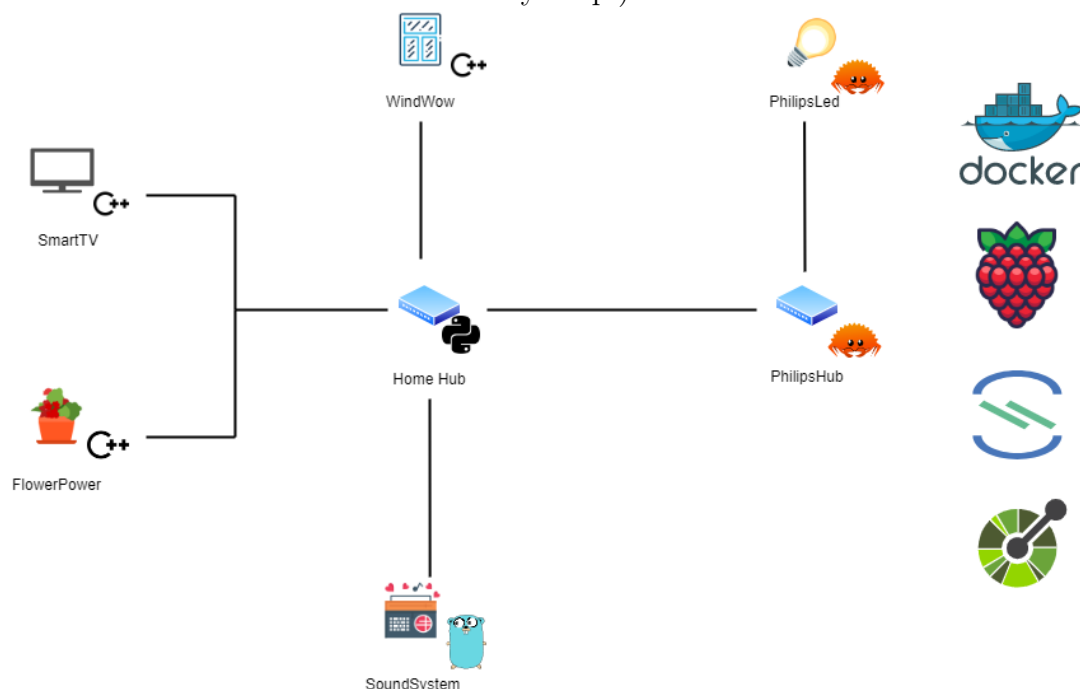 WindWow
C++
PhilipsLed
docker
SmartTV
C++
Home Hub
PhilipsHub
FlowerPower
C++
SoundSystem